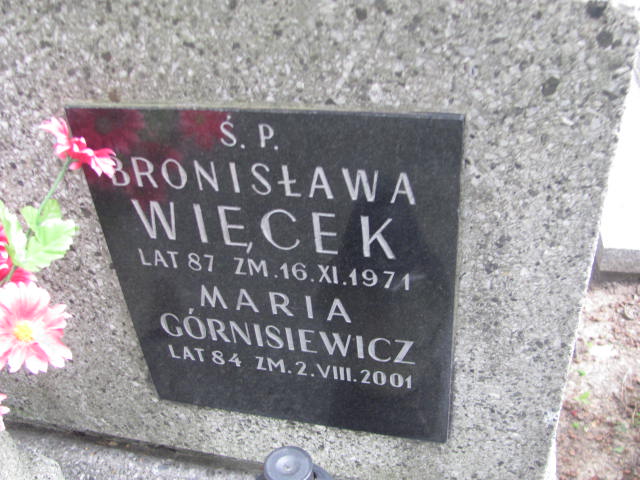 Ś. P.
BRONISŁAWA
WIĘCEK
LAT 87 ZM.16.XI.1971
MARIA
GÓRNISIEWICZ
LAT 84 ZM.2.VIII.2001